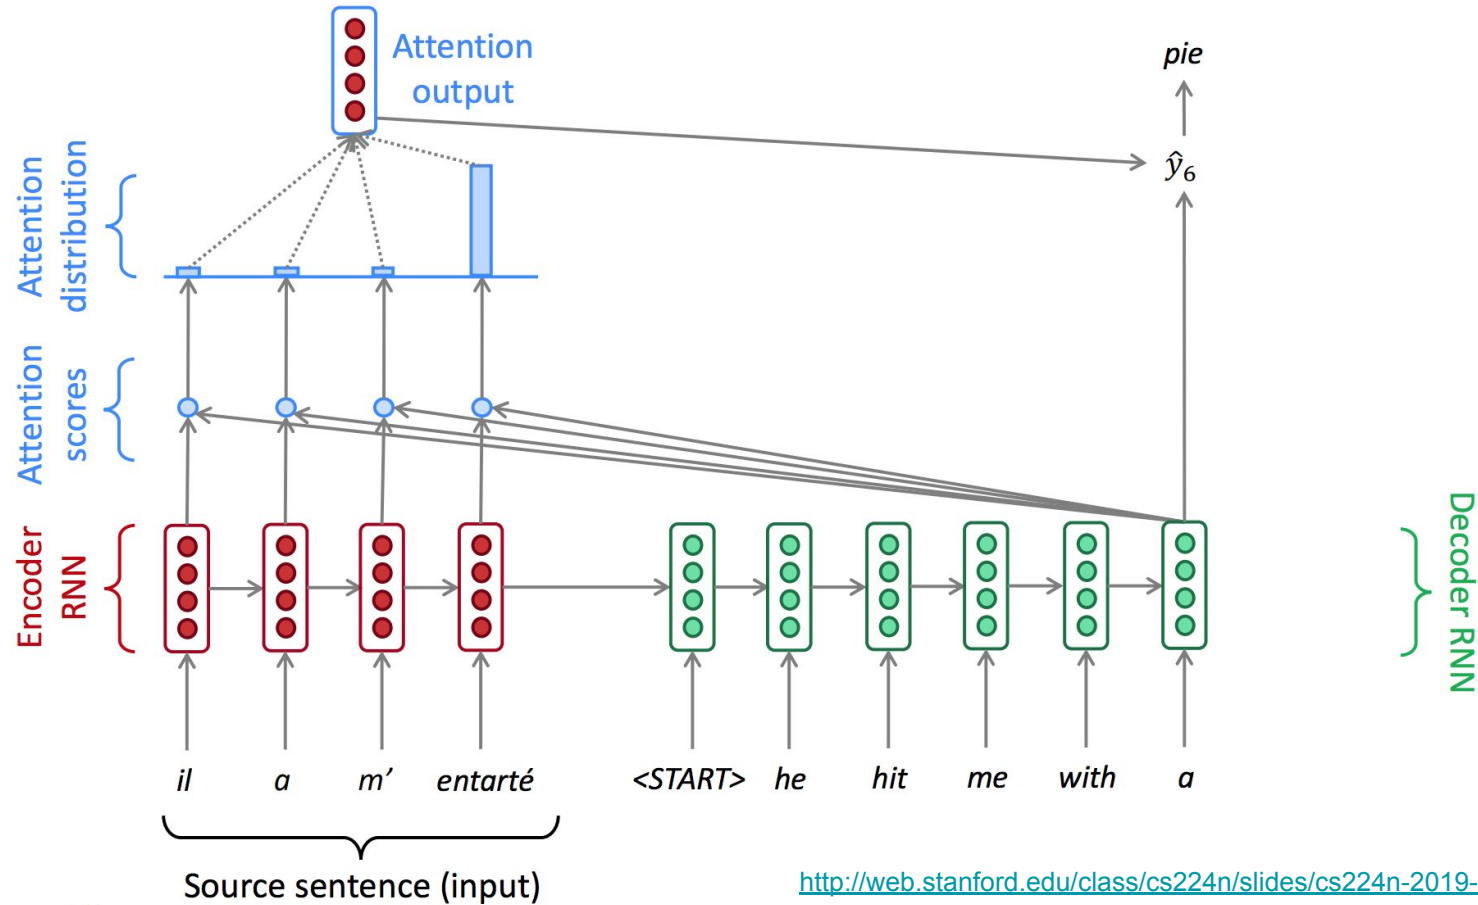 Attention
output
pie
ŷ₆
Attention
distribution
Attention
scores
Encoder
RNN
Decoder RNN
il a m’ entarté <START> he hit me with a
Source sentence (input)
http://web.stanford.edu/class/cs224n/slides/cs224n-2019-